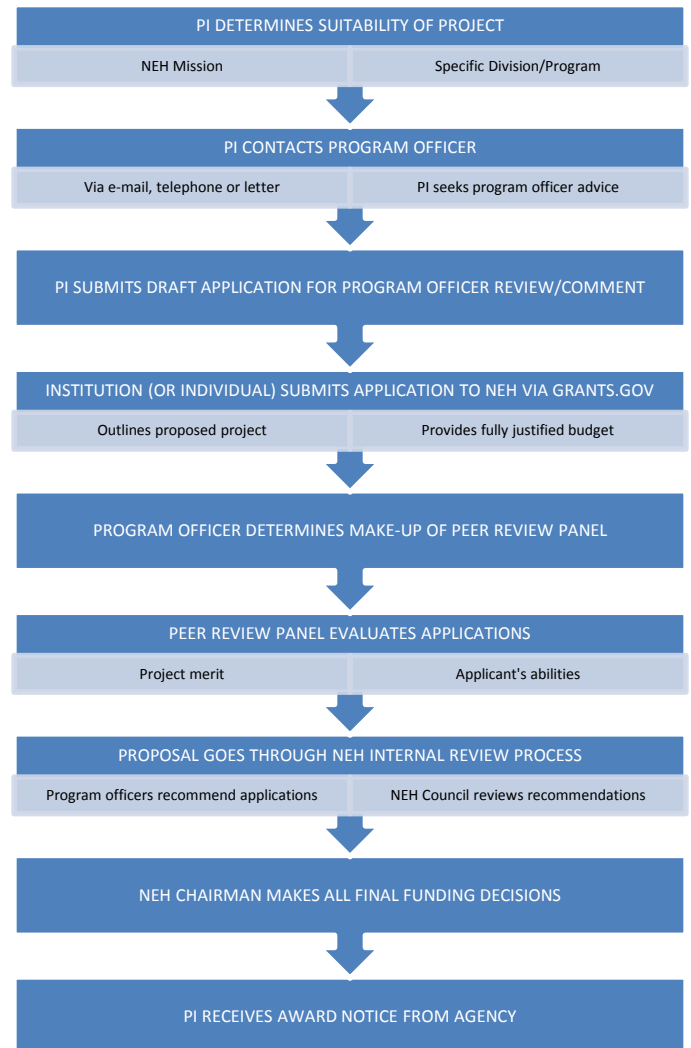 PI DETERMINES SUITABILITY OF PROJECT
NEH Mission
Specific Division/Program
PI CONTACTS PROGRAM OFFICER
Via e-mail, telephone or letter
PI seeks program officer advice
PI SUBMITS DRAFT APPLICATION FOR PROGRAM OFFICER REVIEW/COMMENT
INSTITUTION (OR INDIVIDUAL) SUBMITS APPLICATION TO NEH VIA GRANTS.GOV
Outlines proposed project
Provides fully justified budget
PROGRAM OFFICER DETERMINES MAKE-UP OF PEER REVIEW PANEL
PEER REVIEW PANEL EVALUATES APPLICATIONS
Project merit
Applicant's abilities
PROPOSAL GOES THROUGH NEH INTERNAL REVIEW PROCESS
Program officers recommend applications
NEH Council reviews recommendations
NEH CHAIRMAN MAKES ALL FINAL FUNDING DECISIONS
PI RECEIVES AWARD NOTICE FROM AGENCY